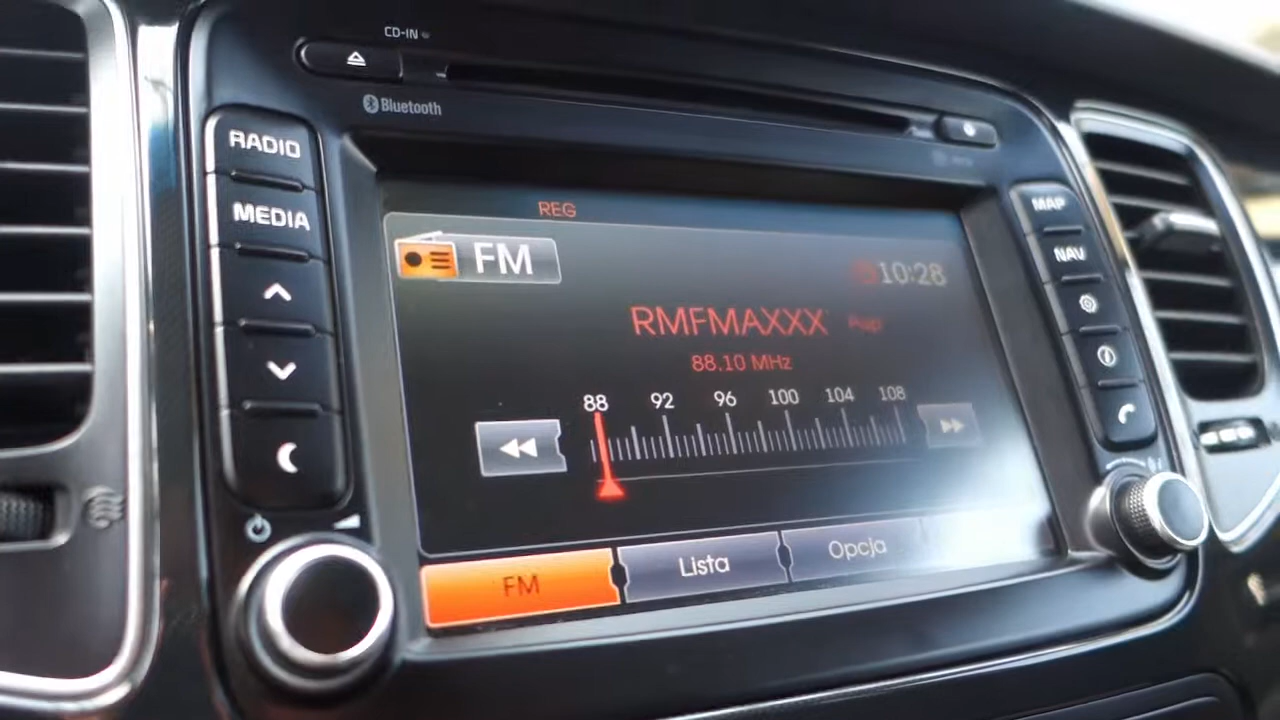 CD-IN
Bluetooth
RADIO
MEDIA
MAP
NAV
REG
FM
10:28
RMFMAXXX Pop
88.10 MHz
88 92 96 100 104 108
FM Lista Opcja